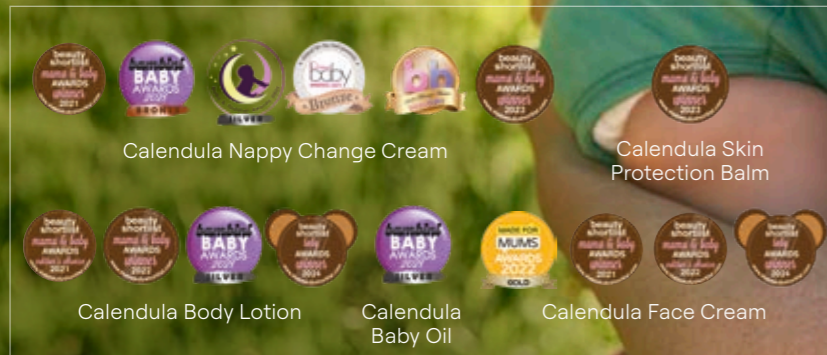 beauty
shortlist
mama & baby
AWARDS
winner
2021
bambini
BABY
AWARDS
BRONZE
SILVER
baby
Bronze
bh
beauty
shortlist
mama & baby
AWARDS
winner
2023
beauty
shortlist
mama & baby
AWARDS
winner
2023
Calendula Nappy Change Cream
Calendula Skin
Protection Balm
beauty
shortlist
mama & baby
AWARDS
2021
beauty
shortlist
mama & baby
AWARDS
winner
2022
BABY
AWARDS
SILVER
beauty
shortlist
baby
AWARDS
2024
BABY
AWARDS
SILVER
MADE FOR
MUMS
AWARDS
2022
GOLD
beauty
shortlist
mama & baby
AWARDS
winner
2021
beauty
shortlist
mama & baby
AWARDS
2022
beauty
shortlist
baby
AWARDS
winner
2024
Calendula Body Lotion
Calendula
Baby Oil
Calendula Face Cream